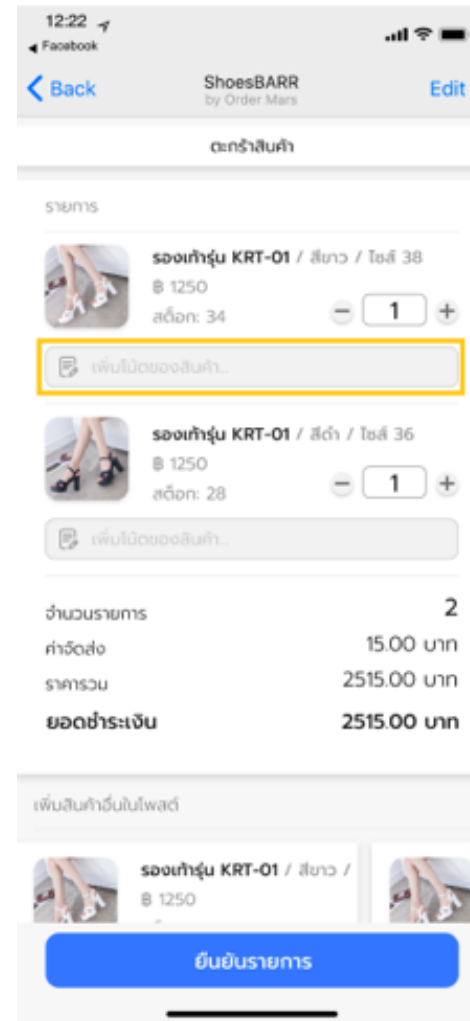 12:22
Facebook
Back
ShoesBARR
Edit
by Order Mars
ตะกร้าสินค้า
รายการ
รองเท้ารุ่น KRT-01 / สีขาว / ไซส์ 38
฿ 1250
สต็อก: 34
1
เพิ่มโน้ตของสินค้า...
รองเท้ารุ่น KRT-01 / สีดำ / ไซส์ 36
฿ 1250
สต็อก: 28
1
เพิ่มโน้ตของสินค้า...
จำนวนรายการ 2
ค่าจัดส่ง 15.00 บาท
ราคารวม 2515.00 บาท
ยอดชำระเงิน 2515.00 บาท
เพิ่มสินค้าอื่นในโพสต์
รองเท้ารุ่น KRT-01 / สีขาว /
฿ 1250
ยืนยันรายการ